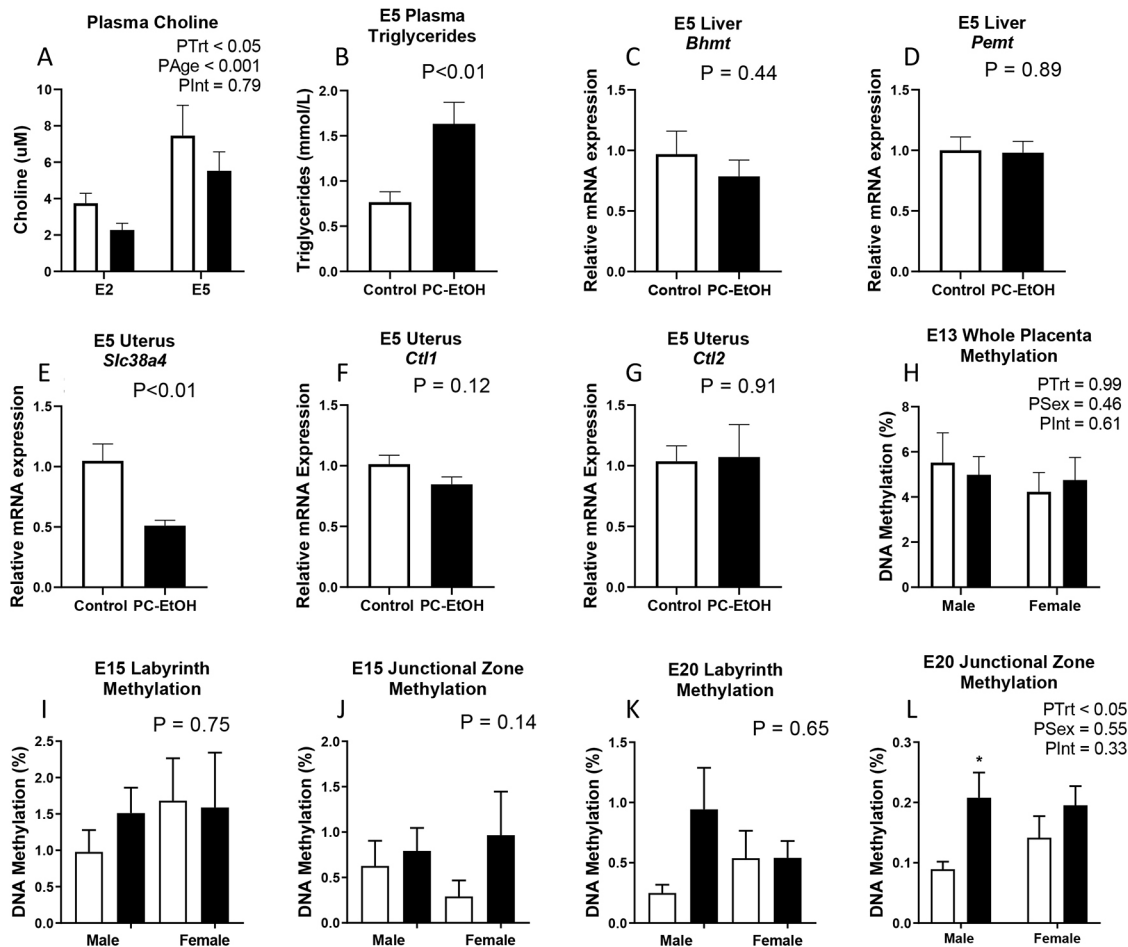 Plasma Choline
A
PTrt < 0.05
PAge < 0.001
PInt = 0.79
Choline (uM)
10
8
6
4
2
0
E2 E5
E5 Plasma
Triglycerides
B
P<0.01
Triglycerides (mmol/L)
2.0
1.5
1.0
0.5
0.0
Control PC-EtOH
E5 Liver
Bhmt
C
P = 0.44
Relative mRNA expression
1.5
1.0
0.5
0.0
Control PC-EtOH
E5 Liver
Pemt
D
P = 0.89
Relative mRNA expression
1.5
1.0
0.5
0.0
Control PC-EtOH
E5 Uterus
Slc38a4
E
P<0.01
Relative mRNA expression
1.5
1.0
0.5
0.0
Control PC-EtOH
E5 Uterus
Ctl1
F
P = 0.12
Relative mRNA Expression
1.5
1.0
0.5
0.0
Control PC-EtOH
E5 Uterus
Ctl2
G
P = 0.91
Relative mRNA Expression
1.5
1.0
0.5
0.0
Control PC-EtOH
E13 Whole Placenta
Methylation
H
PTrt = 0.99
PSex = 0.46
PInt = 0.61
DNA Methylation (%)
8
6
4
2
0
Male Female
E15 Labyrinth
Methylation
I
P = 0.75
DNA Methylation (%)
2.5
2.0
1.5
1.0
0.5
0.0
Male Female
E15 Junctional Zone
Methylation
J
P = 0.14
DNA Methylation (%)
2.0
1.5
1.0
0.5
0.0
Male Female
E20 Labyrinth
Methylation
K
P = 0.65
DNA Methylation (%)
1.5
1.0
0.5
0.0
Male Female
E20 Junctional Zone
Methylation
L
PTrt < 0.05
PSex = 0.55
PInt = 0.33
DNA Methylation (%)
0.3
0.2
0.1
0.0
*
Male Female